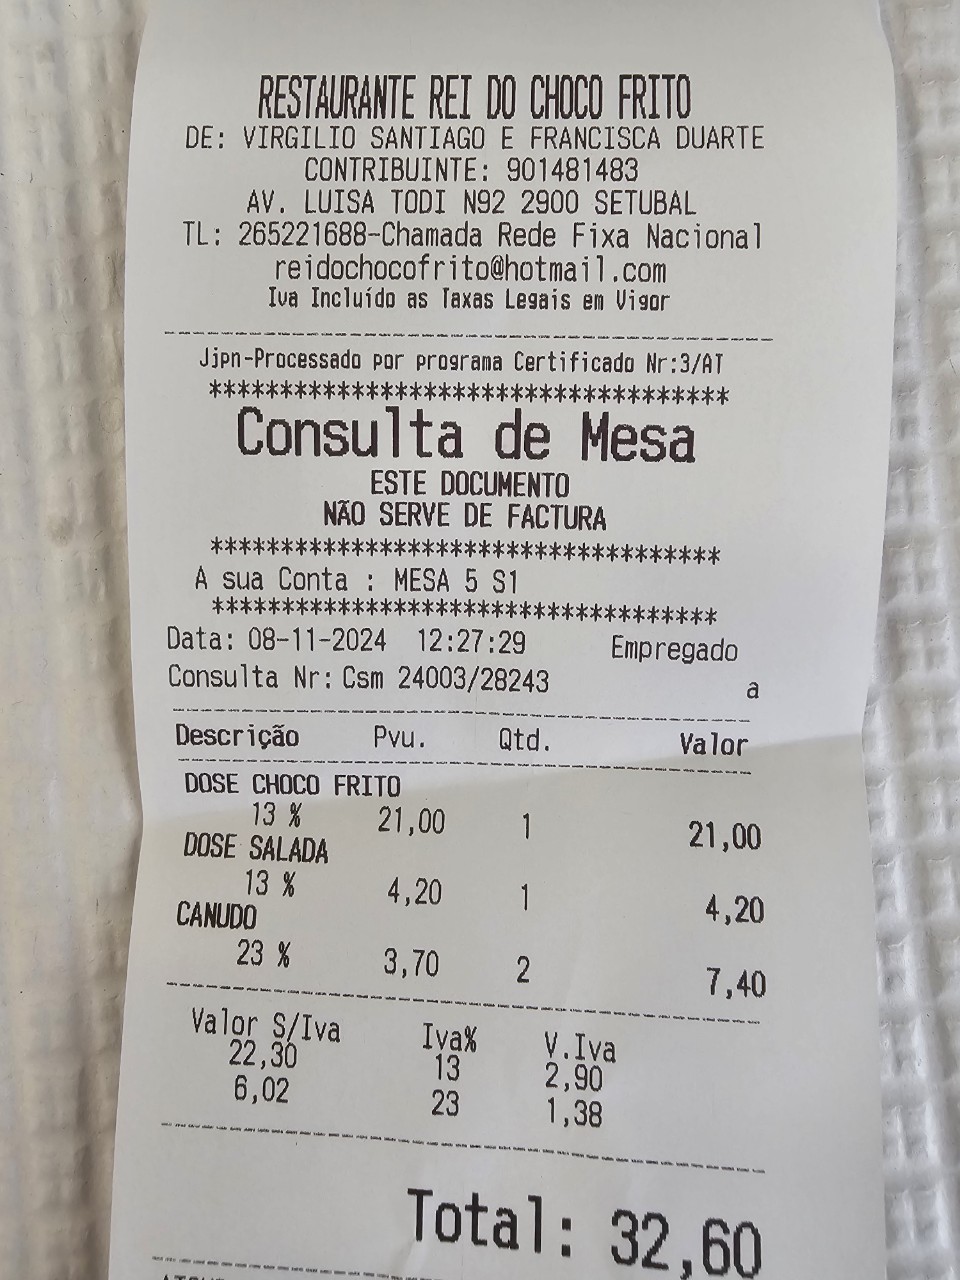 RESTAURANTE REI DO CHOCO FRITO
DE: VIRGILIO SANTIAGO E FRANCISCA DUARTE
CONTRIBUINTE: 901481483
AV. LUISA TODI N92 2900 SETUBAL
TL: 265221688-Chamada Rede Fixa Nacional
reidochocofrito@hotmail.com
Iva Incluído as Taxas Legais em Vigor
Jjpn-Processado por programa Certificado Nr:3/AT
*************************************
Consulta de Mesa
ESTE DOCUMENTO
NÃO SERVE DE FACTURA
*************************************
A sua Conta : MESA 5 S1
*************************************
Data: 08-11-2024 12:27:29 Empregado
Consulta Nr: Csm 24003/28243 a
Descrição Pvu. Qtd. Valor
DOSE CHOCO FRITO
13 % 21,00 1 21,00
DOSE SALADA
13 % 4,20 1 4,20
CANUDO
23 % 3,70 2 7,40
Valor S/Iva Iva% V.Iva
22,30 13 2,90
6,02 23 1,38
Total: 32,60